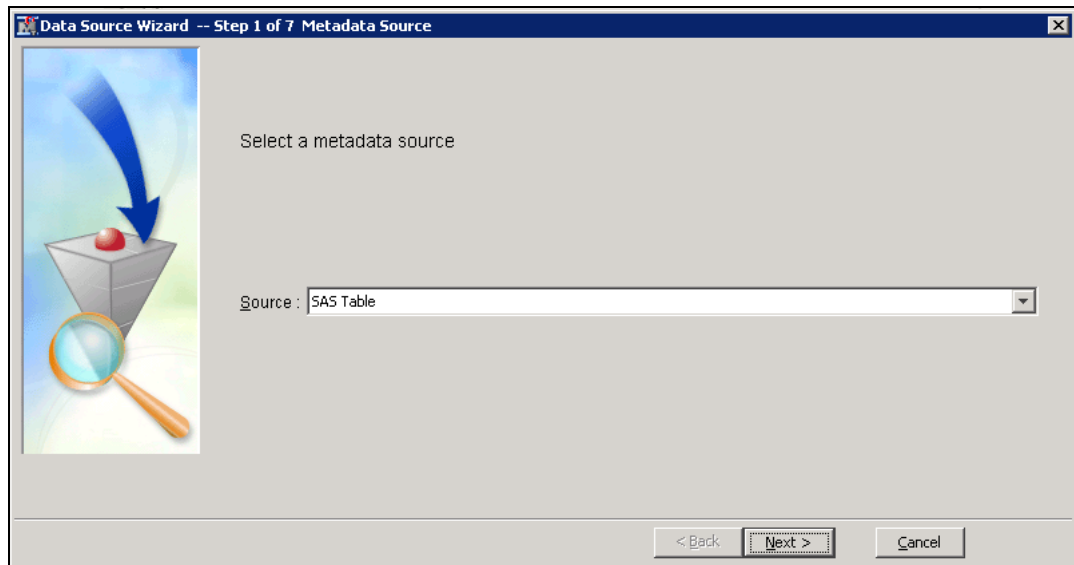 Data Source Wizard -- Step 1 of 7 Metadata Source
Select a metadata source
Source : SAS Table
< Back Next > Cancel